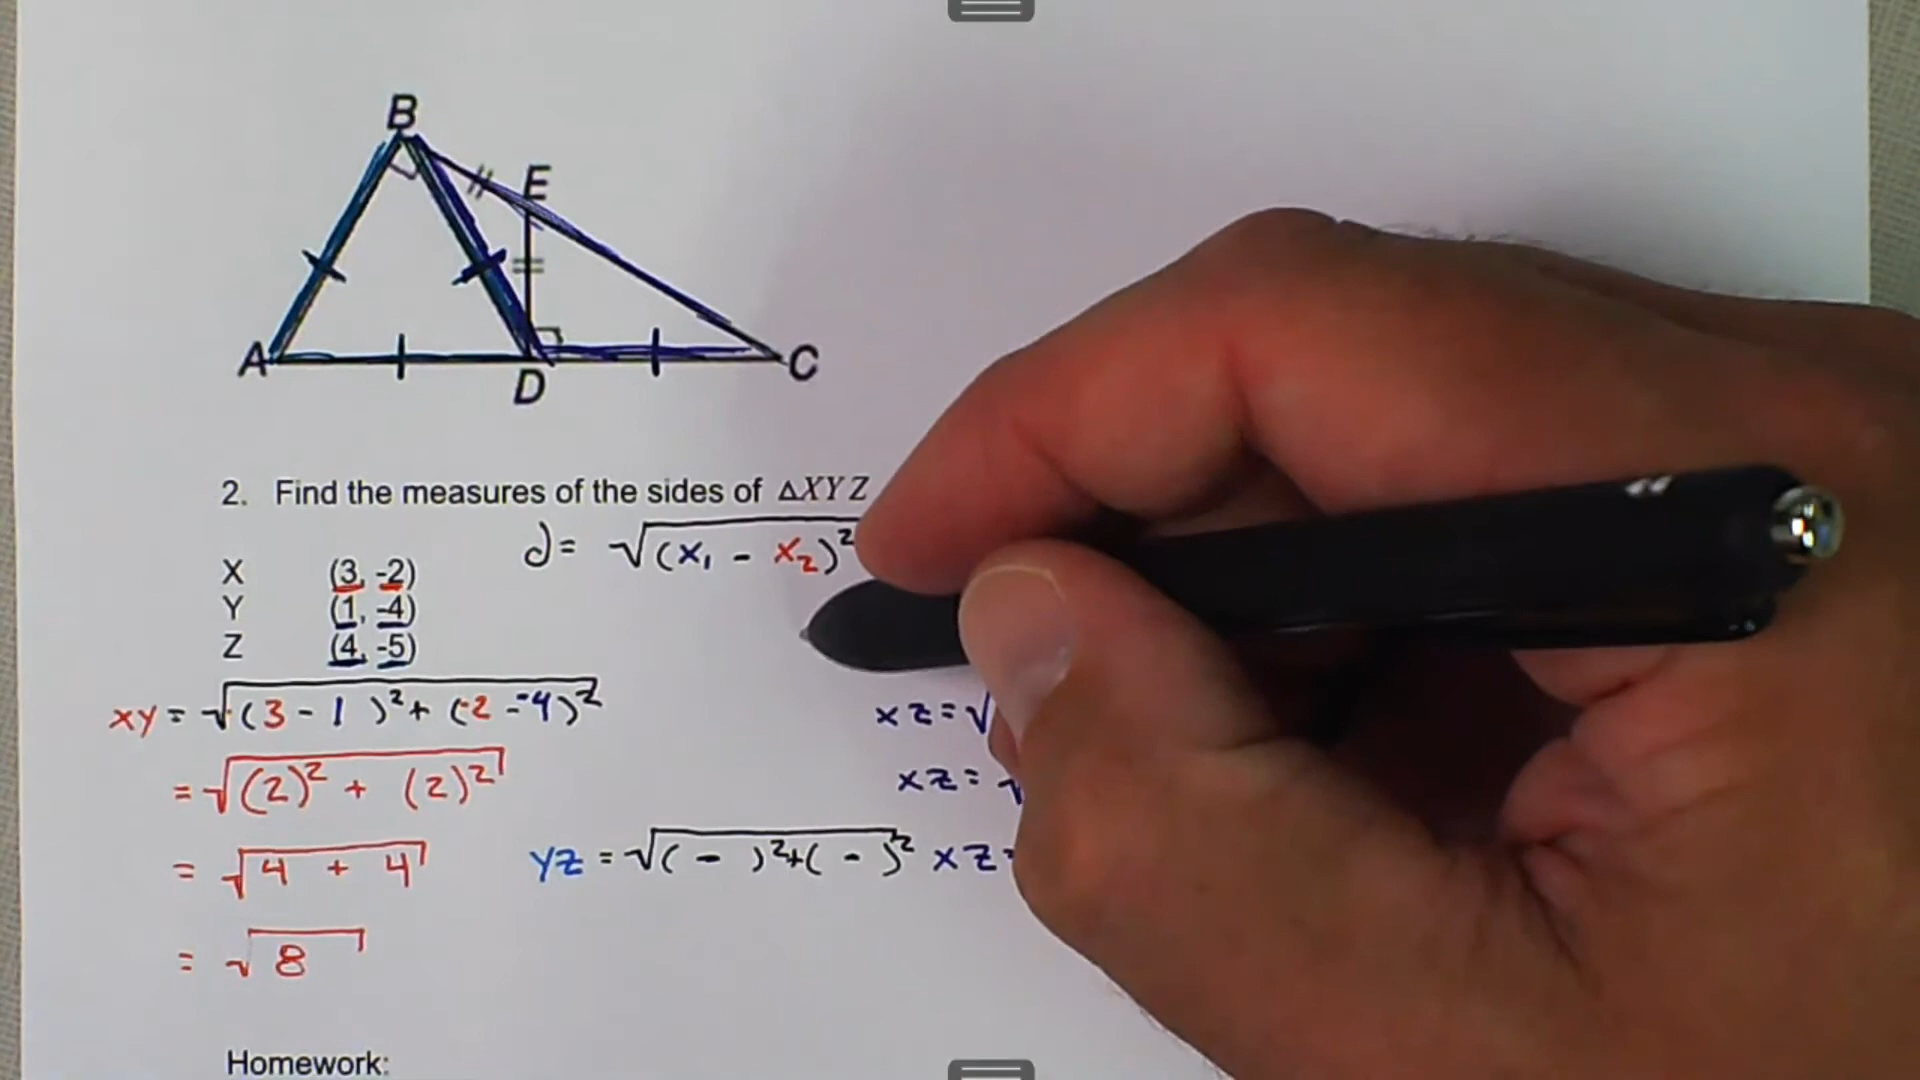 B
E
A
D
C
2. Find the measures of the sides of △XYZ
d = √(x₁ - x₂)²
X (3, -2)
Y (1, -4)
Z (4, -5)
XY = √(3 - 1 )² + (-2 - -4)²
= √(2)² + (2)²
= √4 + 4
= √8
XZ = √
XZ = √
YZ = √( - )² + ( - )²
XZ =
Homework: